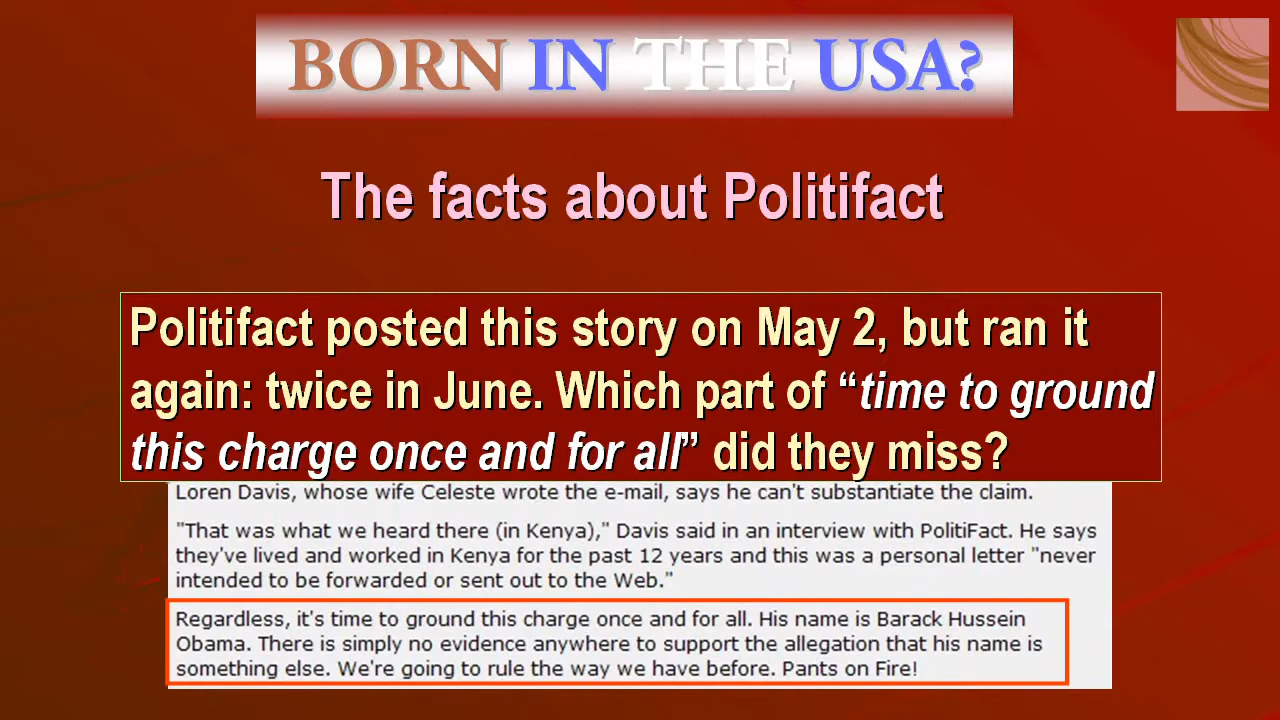 BORN IN THE USA?
The facts about Politifact
Politifact posted this story on May 2, but ran it
again: twice in June. Which part of “time to ground
this charge once and for all” did they miss?
Loren Davis, whose wife Celeste wrote the e-mail, says he can't substantiate the claim.
"That was what we heard there (in Kenya)," Davis said in an interview with PolitiFact. He says
they've lived and worked in Kenya for the past 12 years and this was a personal letter "never
intended to be forwarded or sent out to the Web."
Regardless, it's time to ground this charge once and for all. His name is Barack Hussein
Obama. There is simply no evidence anywhere to support the allegation that his name is
something else. We're going to rule the way we have before. Pants on Fire!